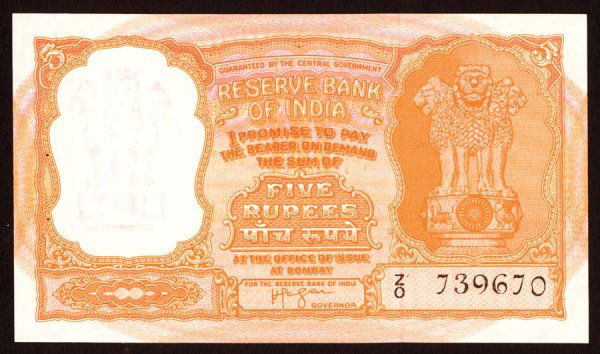 5
5
GUARANTEED BY THE CENTRAL GOVERNMENT
RESERVE BANK
OF INDIA
I PROMISE TO PAY
THE BEARER ON DEMAND
THE SUM OF
FIVE
RUPEES
पाँच रुपये
AT THE OFFICE OF ISSUE
AT BOMBAY
FOR THE RESERVE BANK OF INDIA
GOVERNOR
Z/0 739670